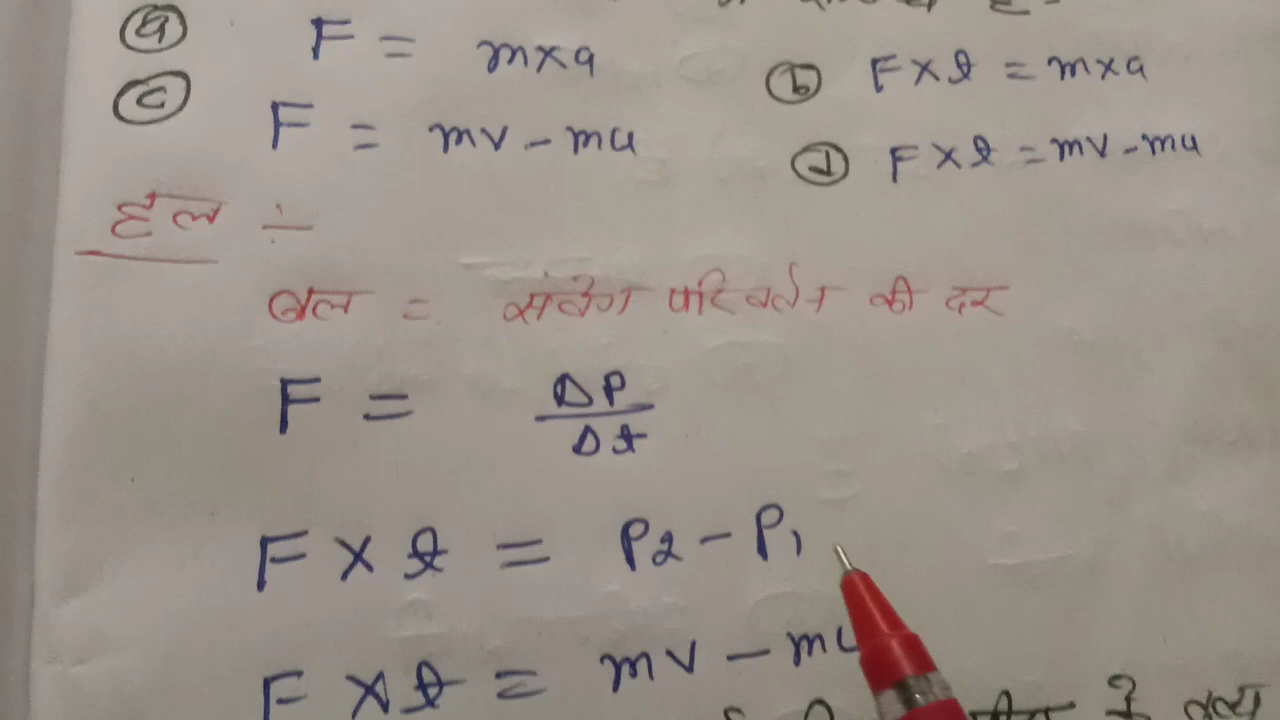 (a) F = m×a (b) F×t = m×a
(c) F = mv - mu (d) F×t = mv - mu
हल ÷
बल = संवेग परिवर्तन की दर
F = ΔP/Δt
F×t = P2 - P1
F×t = mv - mu